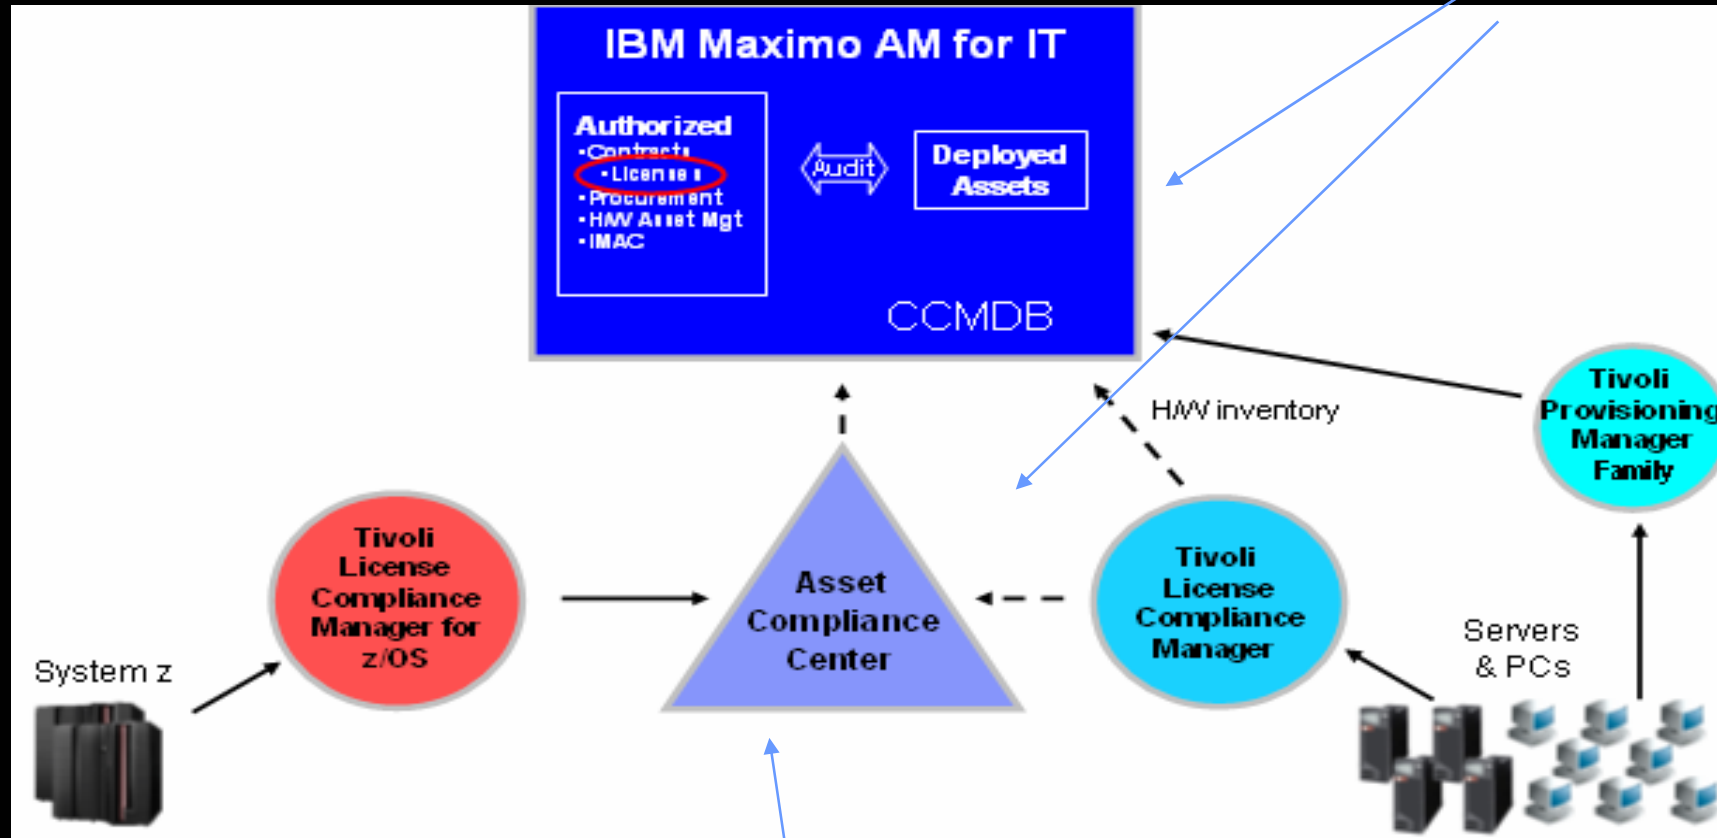 IBM Maximo AM for IT
Authorized
•Contracts
•Licenses
•Procurement
•H/W Asset Mgt
•IMAC
Audit
Deployed
Assets
CCMDB
H/W inventory
Tivoli
Provisioning
Manager
Family
Tivoli
License
Compliance
Manager for
z/OS
Asset
Compliance
Center
Tivoli
License
Compliance
Manager
System z
Servers
& PCs